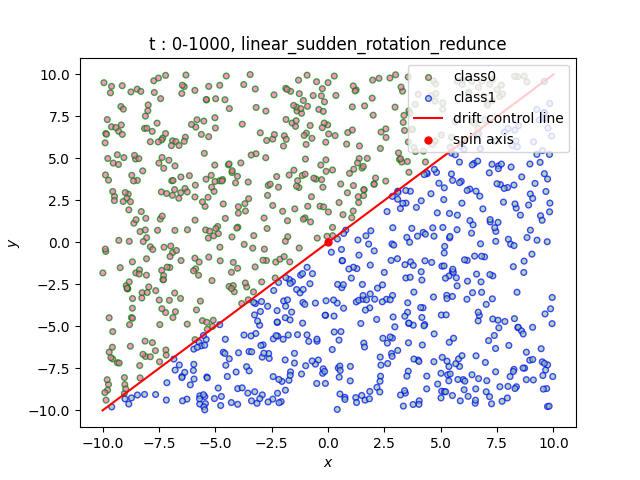 t : 0-1000, linear_sudden_rotation_redunce
class0
class1
drift control line
spin axis
10.0
7.5
5.0
2.5
0.0
−2.5
−5.0
−7.5
−10.0
y
−10.0 −7.5 −5.0 −2.5 0.0 2.5 5.0 7.5 10.0
x